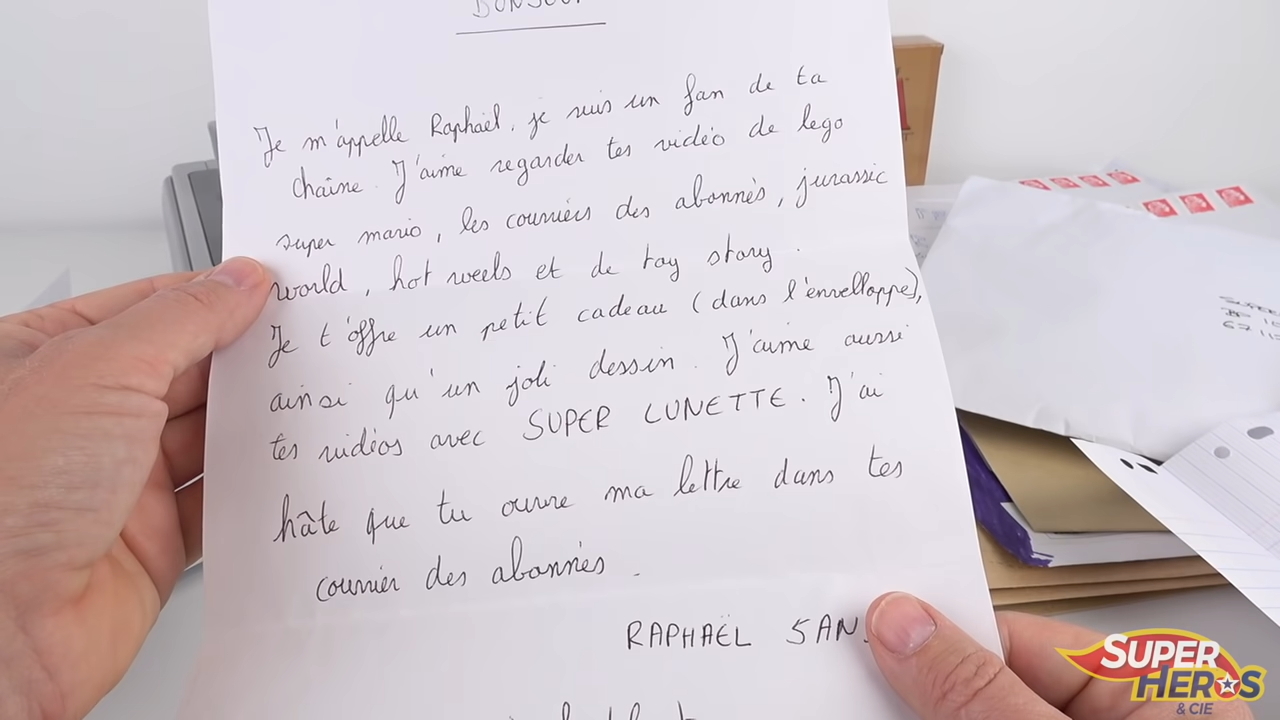 BONJOUR
Je m'appelle Raphaël, je suis un fan de ta
chaîne. J'aime regarder tes vidéo de lego
super mario, les courriers des abonnés, jurassic
world, hot weels et de toy story.
Je t'offre un petit cadeau (dans l'envelloppe),
ainsi qu'un joli dessin. J'aime aussi
tes vidéos avec SUPER LUNETTE. J'ai
hâte que tu ouvre ma lettre dans tes
courrier des abonnés.
RAPHAËL 5 ANS
SUPER
HEROS
& CIE